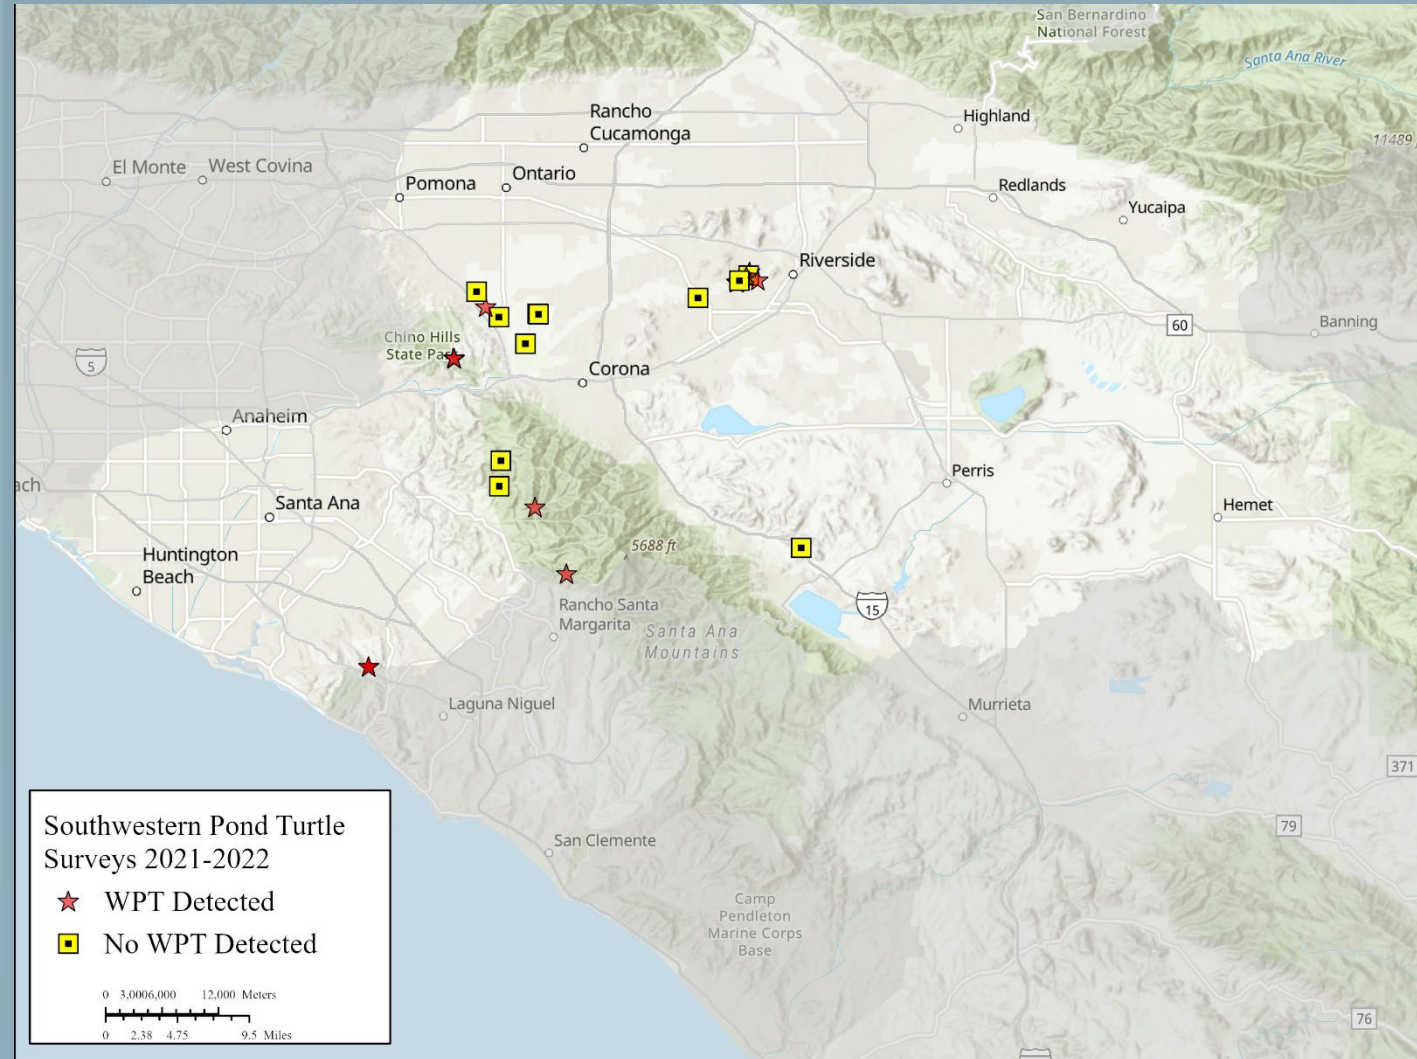 San Bernardino
National Forest
Santa Ana River
Rancho
Cucamonga
Highland
11489
El Monte
West Covina
Pomona
Ontario
Redlands
Yucaipa
Riverside
Chino Hills
State Pa
60
Banning
5
Corona
Anaheim
ach
Santa Ana
Perris
Hemet
Huntington
Beach
5688 ft
15
Rancho Santa
Margarita
Santa Ana
Mountains
Laguna Niguel
Murrieta
371
79
San Clemente
Camp
Pendleton
Marine Corps
Base
76
Southwestern Pond Turtle
Surveys 2021-2022
WPT Detected
No WPT Detected
0 3,0006,000 12,000 Meters
0 2.38 4.75 9.5 Miles